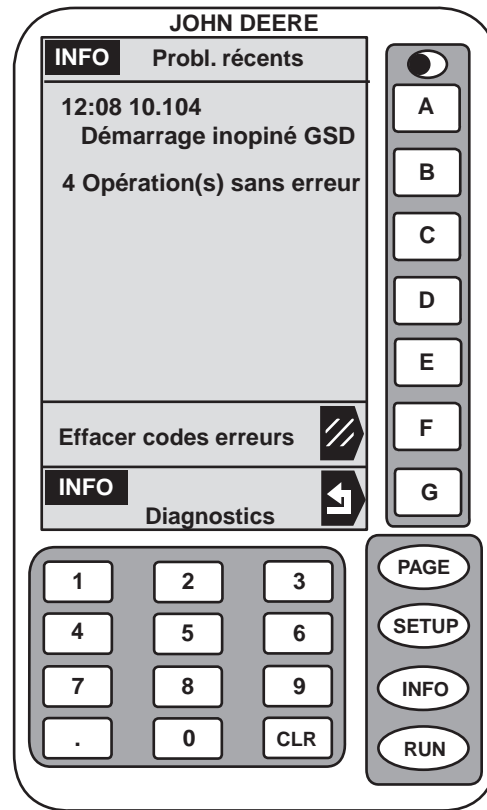 JOHN DEERE
INFO Probl. récents
12:08 10.104
Démarrage inopiné GSD
4 Opération(s) sans erreur
Effacer codes erreurs
INFO
Diagnostics
A
B
C
D
E
F
G
1 2 3
4 5 6
7 8 9
. 0 CLR
PAGE
SETUP
INFO
RUN